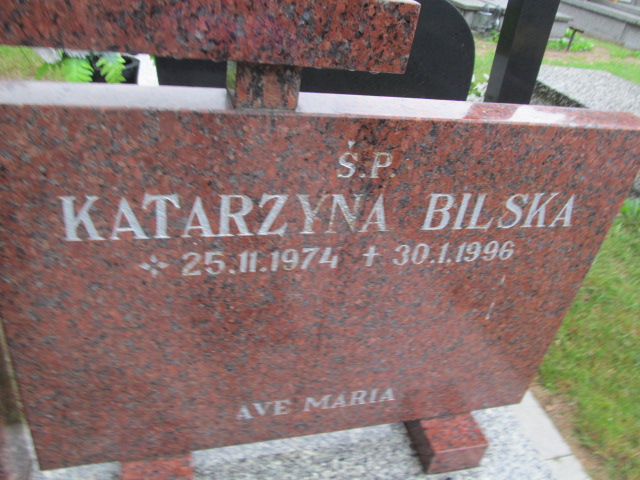 Ś.P.
KATARZYNA BILSKA
25.11.1974 + 30.1.1996
AVE MARIA